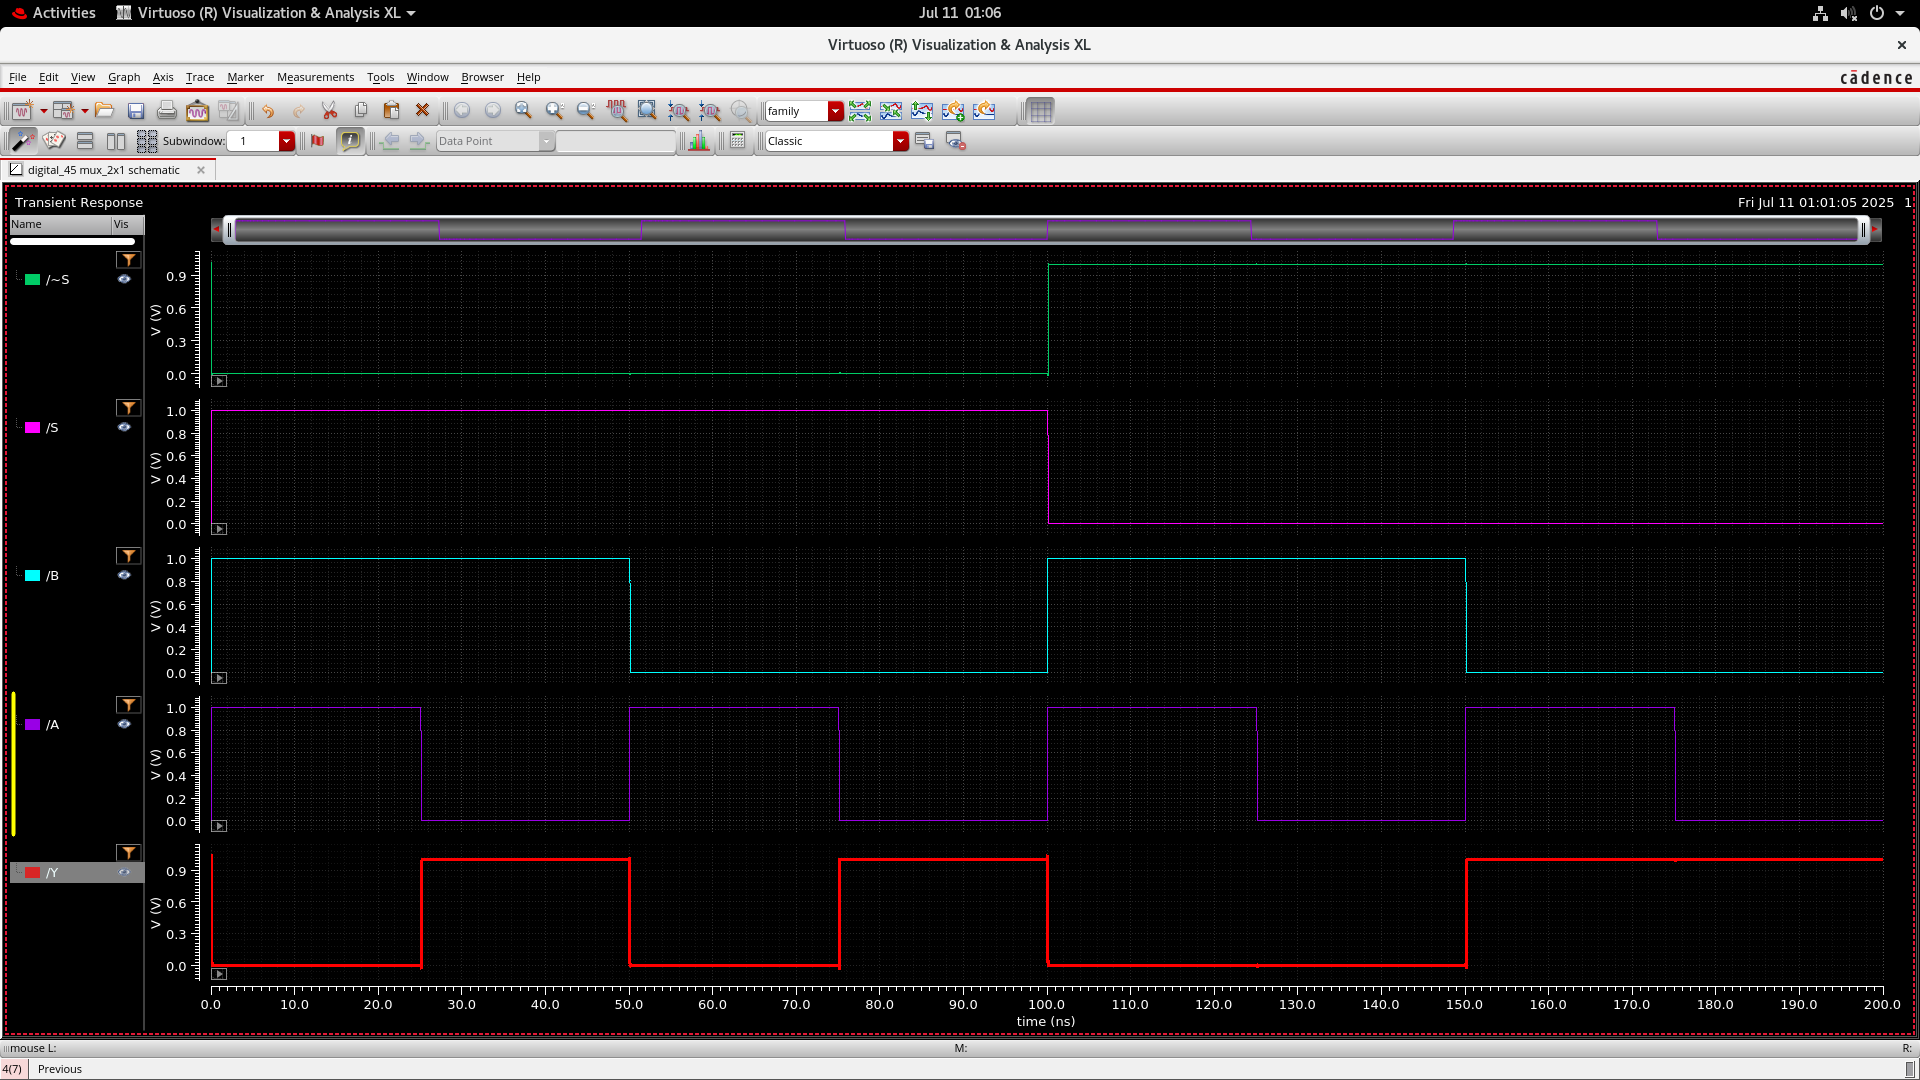 Activities Virtuoso (R) Visualization & Analysis XL Jul 11 01:06
Virtuoso (R) Visualization & Analysis XL ×
File Edit View Graph Axis Trace Marker Measurements Tools Window Browser Help cādence
family
Subwindow: 1 Data Point Classic
digital_45 mux_2x1 schematic
Transient Response Fri Jul 11 01:01:05 2025 1
Name Vis
/~S
V (V)
0.9
0.6
0.3
0.0
/S
V (V)
1.0
0.8
0.6
0.4
0.2
0.0
/B
V (V)
1.0
0.8
0.6
0.4
0.2
0.0
/A
V (V)
1.0
0.8
0.6
0.4
0.2
0.0
/Y
V (V)
0.9
0.6
0.3
0.0
0.0 10.0 20.0 30.0 40.0 50.0 60.0 70.0 80.0 90.0 100.0 110.0 120.0 130.0 140.0 150.0 160.0 170.0 180.0 190.0 200.0
time (ns)
mouse L: M: R:
4(7) Previous